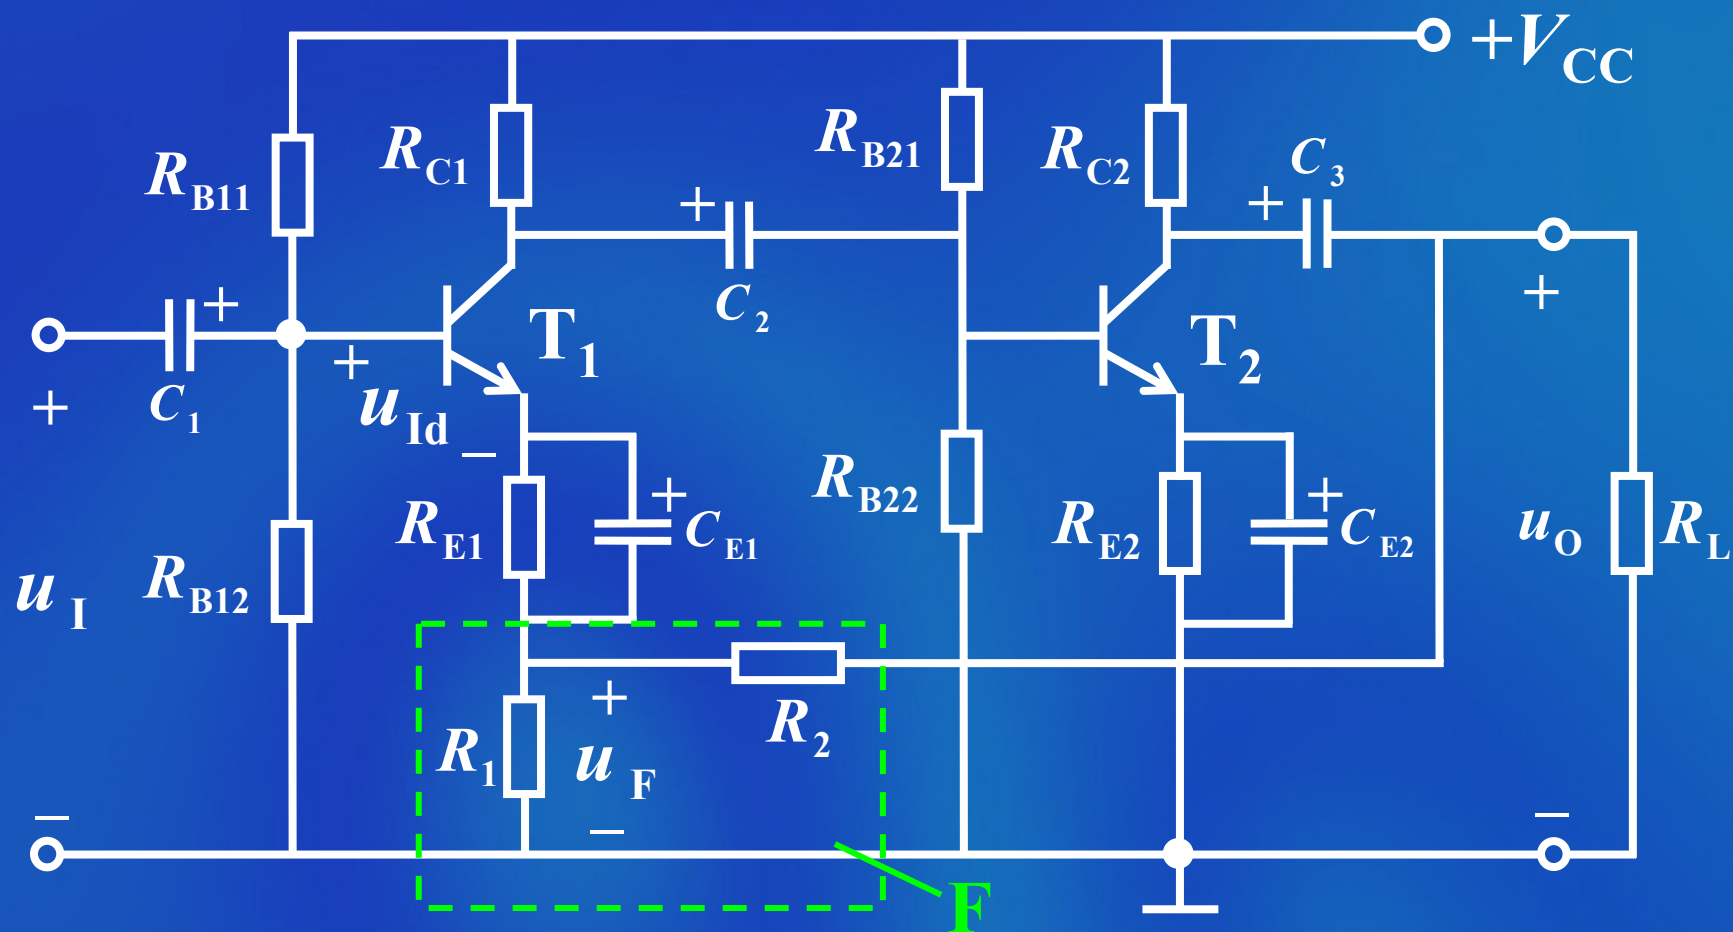 +VCC
RB11
RC1
RB21
RC2
+
C3
+
C2
+
C1
+
+
uId
−
T1
T2
+
+
uI
RB12
RE1
+
CE1
RB22
RE2
+
CE2
uO
RL
R1
+
uF
−
R2
−
−
F